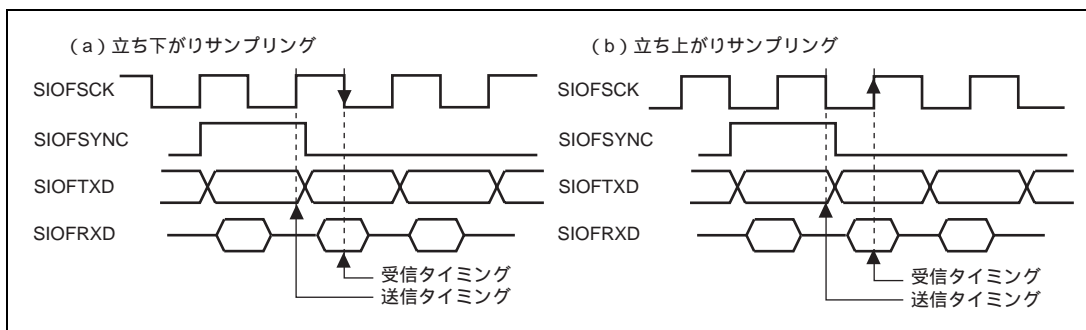 (a)立ち下がりサンプリング
SIOFSCK
SIOFSYNC
SIOFTXD
SIOFRXD
受信タイミング
送信タイミング
(b)立ち上がりサンプリング
SIOFSCK
SIOFSYNC
SIOFTXD
SIOFRXD
受信タイミング
送信タイミング